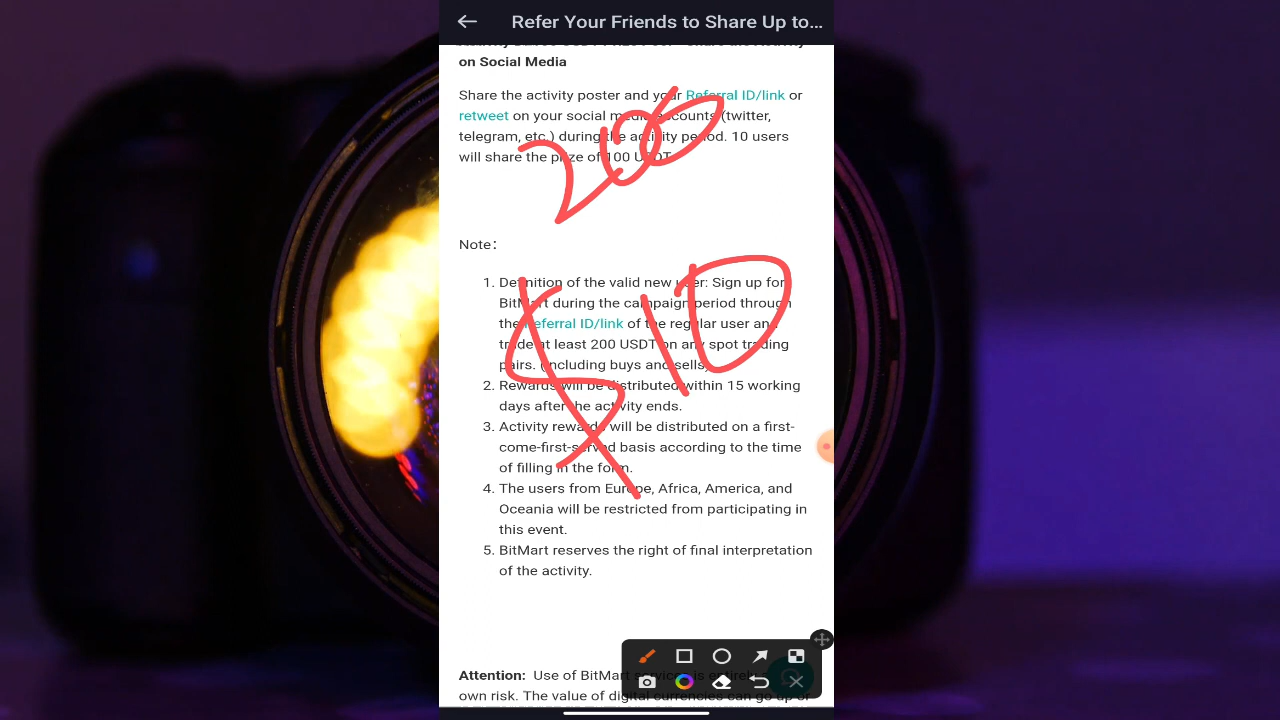 Refer Your Friends to Share Up to...
on Social Media
Share the activity poster and your Referral ID/link or
retweet on your social media accounts (twitter,
telegram, etc.) during the activity period. 10 users
will share the prize of 100 USDT
200
Note:
1. Definition of the valid new user: Sign up for
BitMart during the campaign period through
the Referral ID/link of the regular user and
trade at least 200 USDT on any spot trading
pairs. (Including buys and sells)
$10
2. Rewards will be distributed within 15 working
days after the activity ends.
3. Activity rewards will be distributed on a first-
come-first-served basis according to the time
of filling in the form.
4. The users from Europe, Africa, America, and
Oceania will be restricted from participating in
this event.
5. BitMart reserves the right of final interpretation
of the activity.
Attention: Use of BitMart services is
own risk. The value of digital currencies can go up or